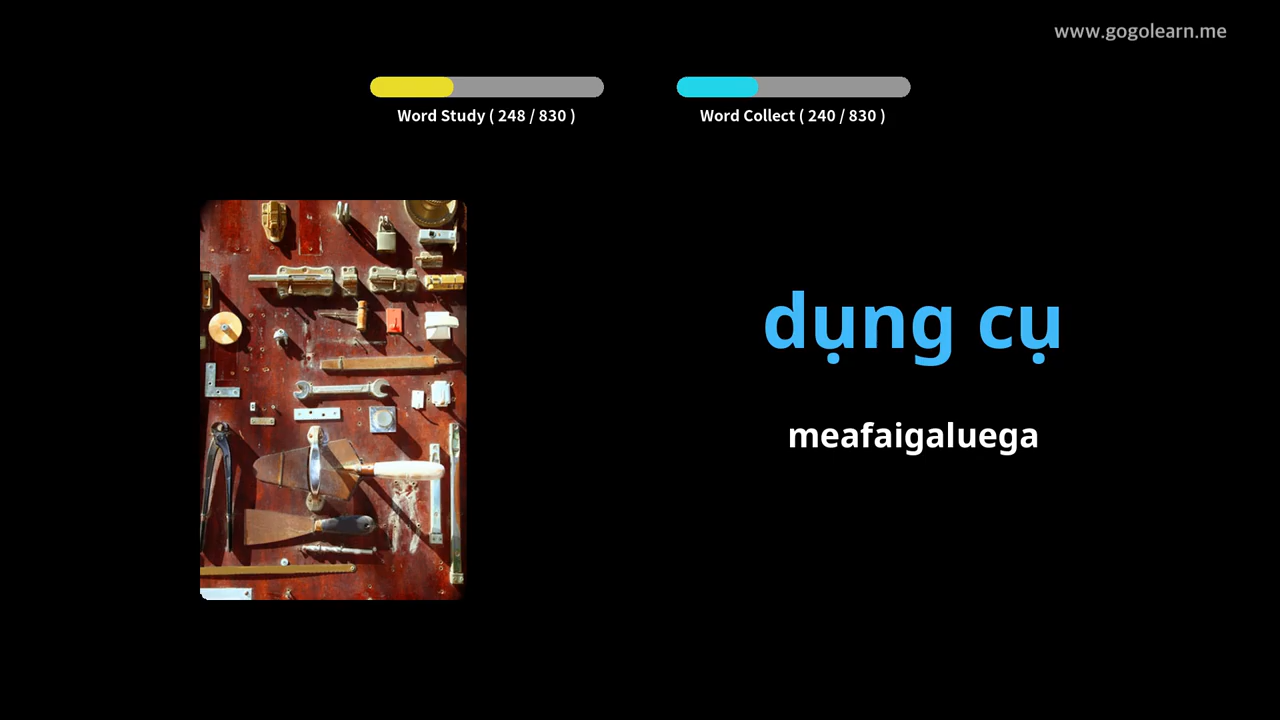 www.gogolearn.me
Word Study ( 248 / 830 )
Word Collect ( 240 / 830 )
dụng cụ
meafaigaluega